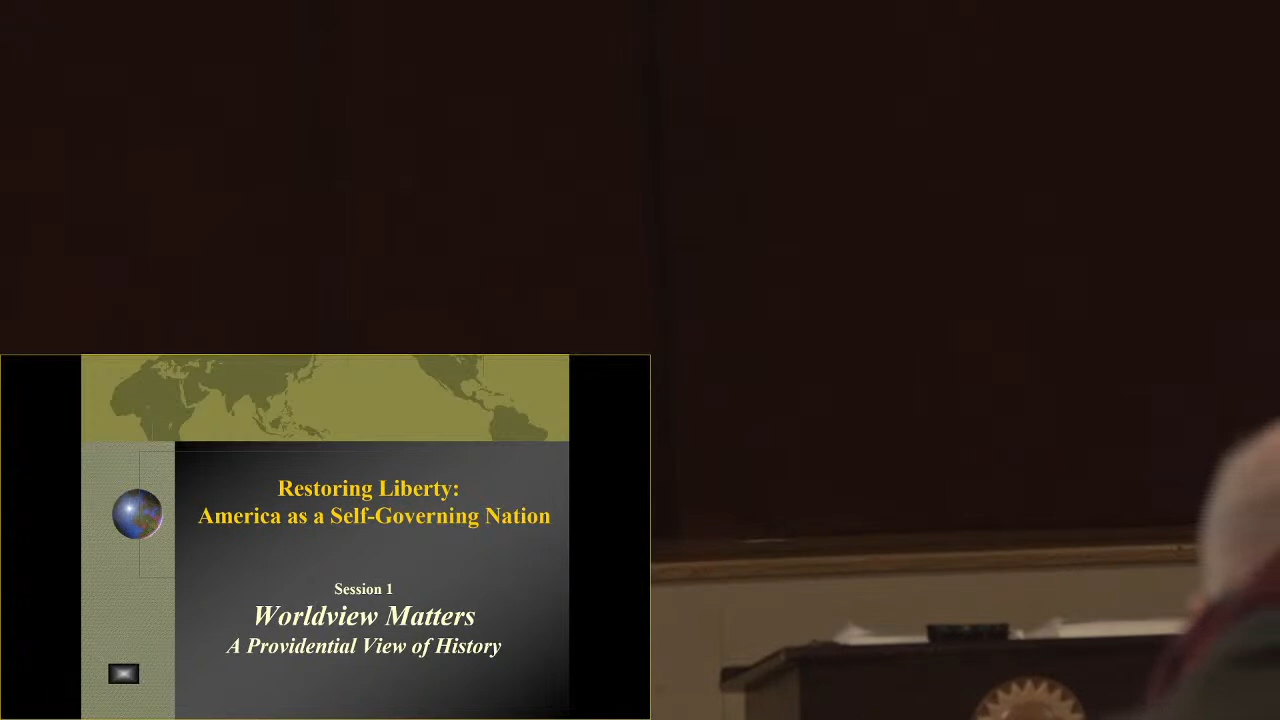 Restoring Liberty:
America as a Self-Governing Nation
Session 1
Worldview Matters
A Providential View of History